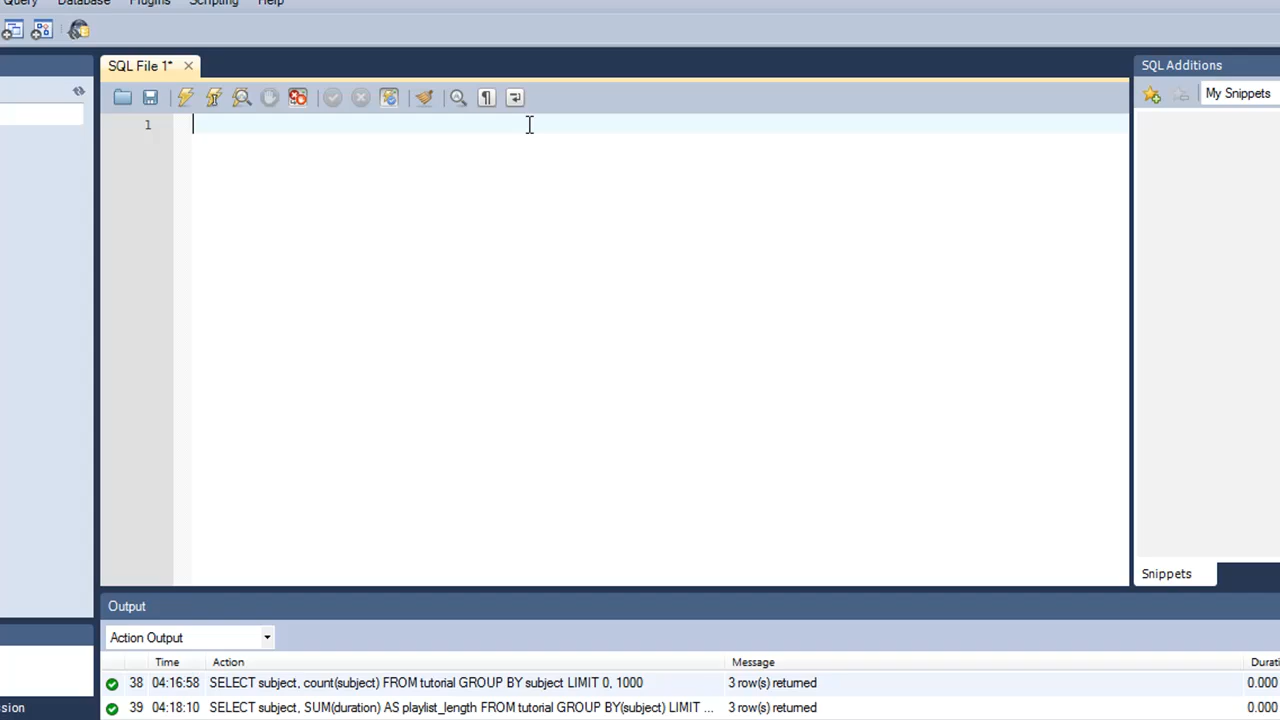 Query Database Plugins Scripting Help
SQL File 1*
SQL Additions
My Snippets
1
Snippets
Output
Action Output
Time Action Message
38 04:16:58 SELECT subject, count(subject) FROM tutorial GROUP BY subject LIMIT 0, 1000 3 row(s) returned 0.000
39 04:18:10 SELECT subject, SUM(duration) AS playlist_length FROM tutorial GROUP BY(subject) LIMIT ... 3 row(s) returned 0.000